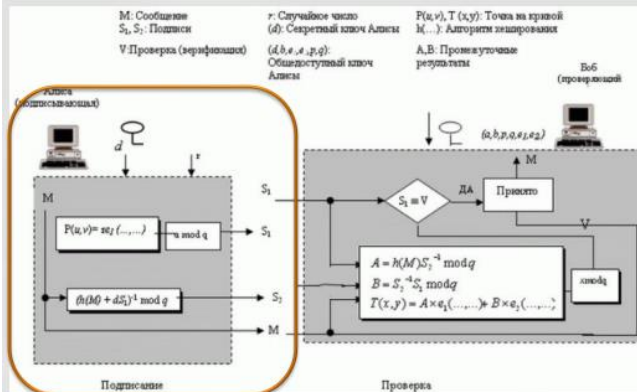 M: Сообщение
S₁, S₂: Подписи
V:Проверка (верификация)
r: Случайное число
(d): Секретный ключ Алисы
(d,b,e,,e,,p,q):
Общедоступный ключ
Алисы
P(u,v), T (x,y): Точка на кривой
h(…): Алгоритм хеширования
A,B: Промежуточные
результаты
Алиса
(подписывающая)
d
r
M
P(u,v)= re₁ (…,…)
u mod q
S₁
(h(M) + dS₁)⁻¹ mod q
S₂
M
Подписание
Боб
(проверяющий)
(a,b,p,q,e₁,e₂)
M
S₁
S₁ = V
ДА
Принято
V
A = h(M)S₂⁻¹ mod q
B = S₂⁻¹S₁ mod q
T(x,y) = A×e₁(…,…)+ B×e₂(…,…)
xmodq
Проверка